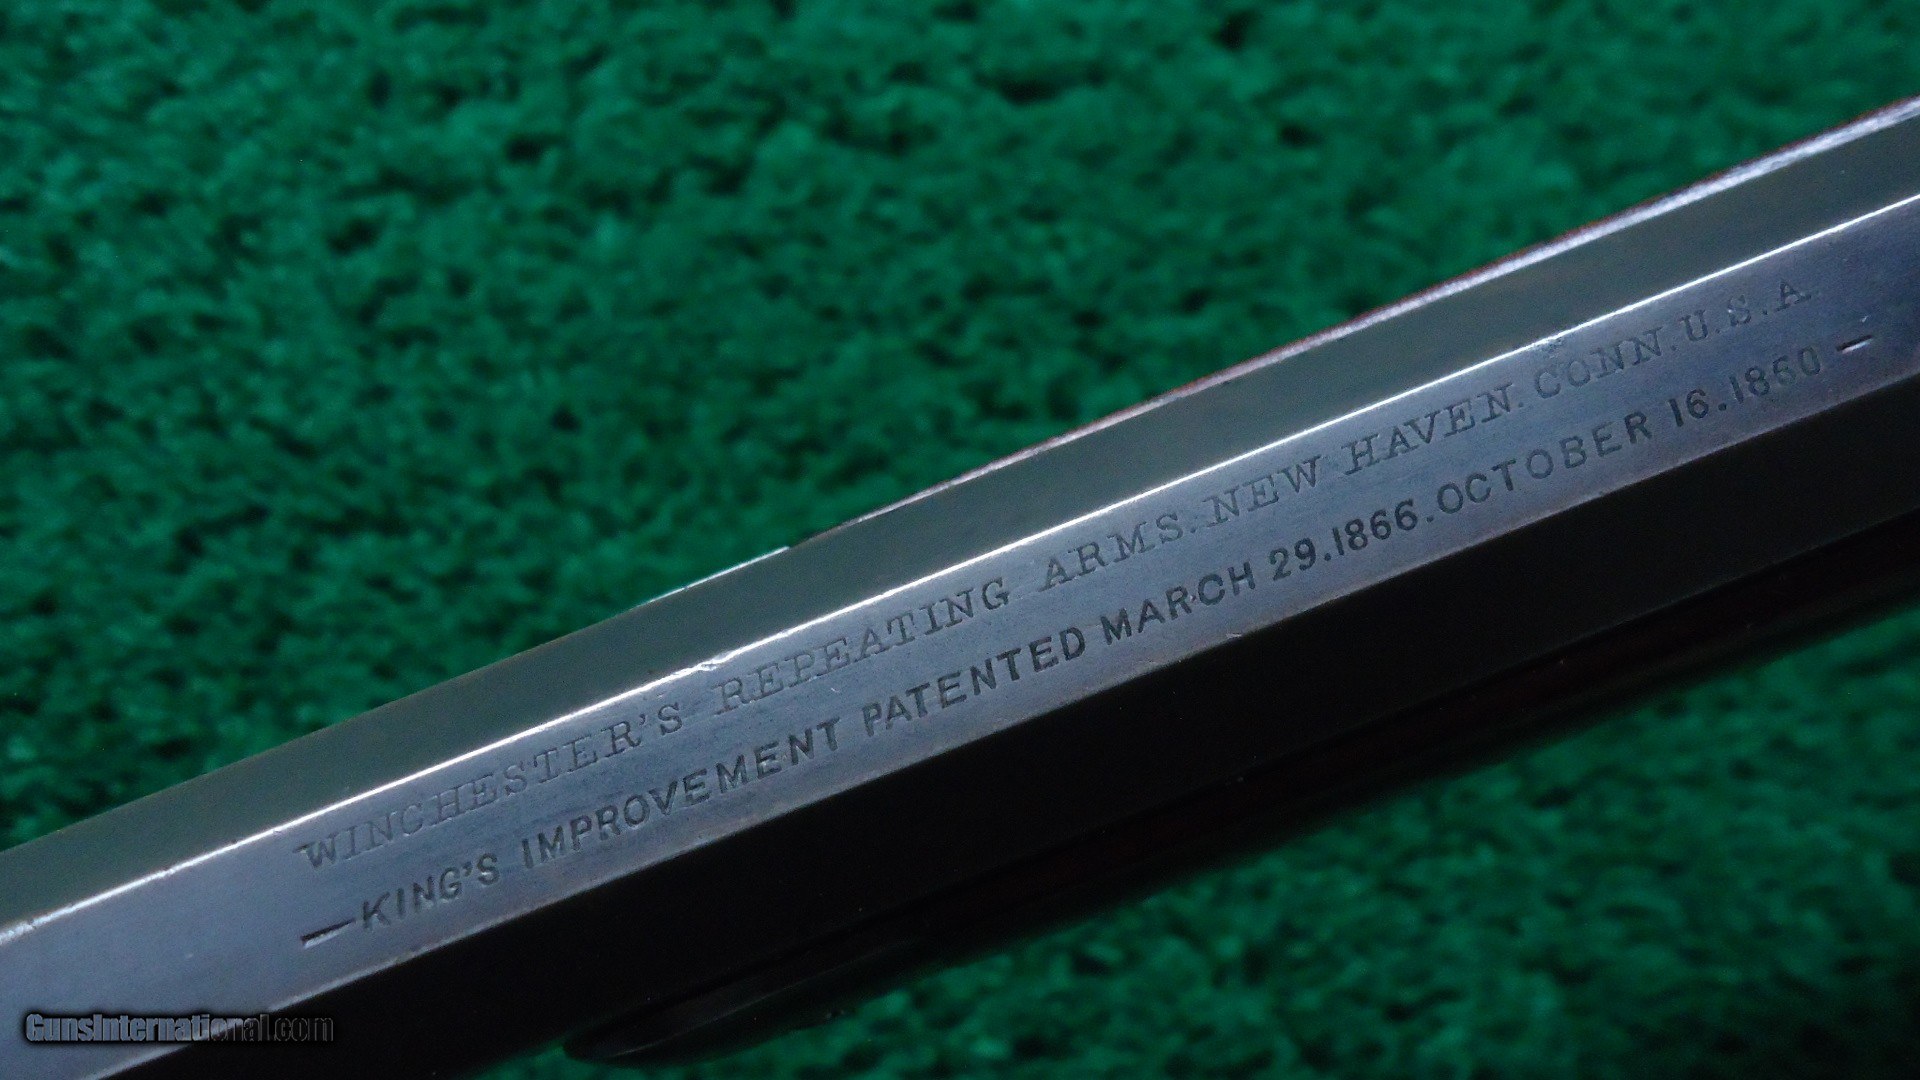 WINCHESTER'S REPEATING ARMS. NEW HAVEN. CONN. U.S.A.
—KING'S IMPROVEMENT PATENTED MARCH 29. 1866. OCTOBER 16. 1860 —
GunsInternational.com